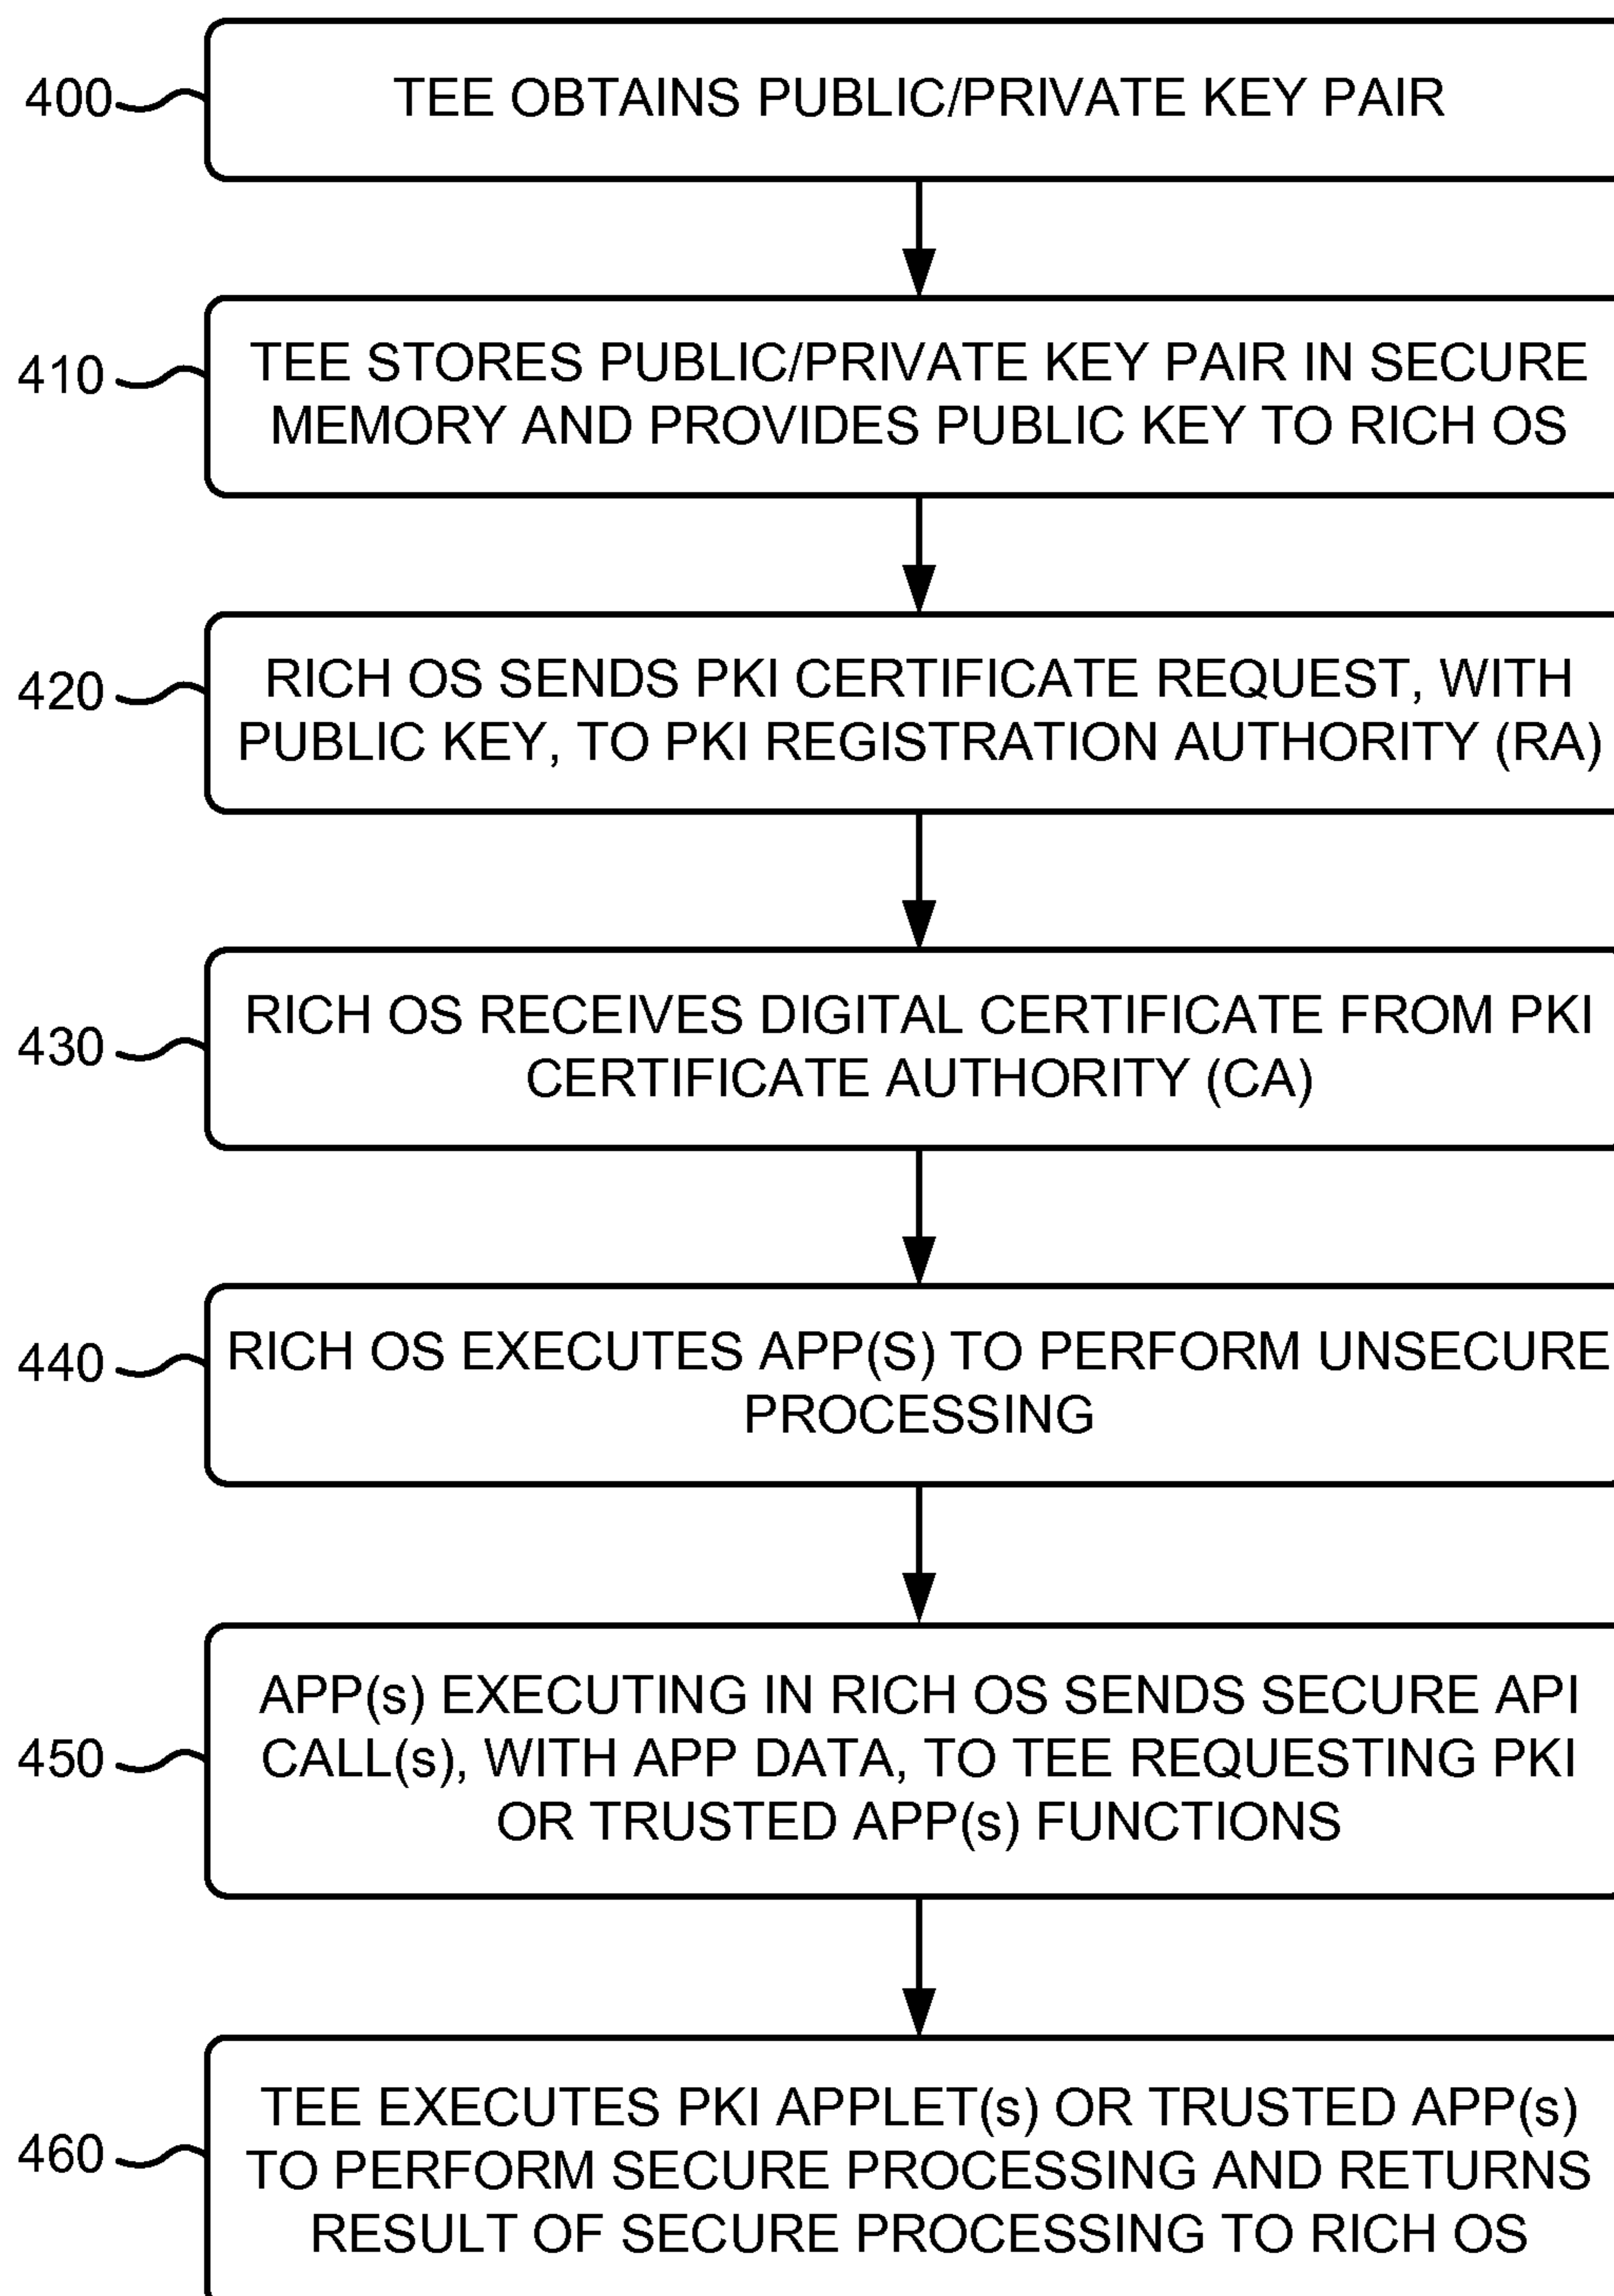 400
TEE OBTAINS PUBLIC/PRIVATE KEY PAIR
410
TEE STORES PUBLIC/PRIVATE KEY PAIR IN SECURE
MEMORY AND PROVIDES PUBLIC KEY TO RICH OS
420
RICH OS SENDS PKI CERTIFICATE REQUEST, WITH
PUBLIC KEY, TO PKI REGISTRATION AUTHORITY (RA)
430
RICH OS RECEIVES DIGITAL CERTIFICATE FROM PKI
CERTIFICATE AUTHORITY (CA)
440
RICH OS EXECUTES APP(S) TO PERFORM UNSECURE
PROCESSING
450
APP(s) EXECUTING IN RICH OS SENDS SECURE API
CALL(s), WITH APP DATA, TO TEE REQUESTING PKI
OR TRUSTED APP(s) FUNCTIONS
460
TEE EXECUTES PKI APPLET(s) OR TRUSTED APP(s)
TO PERFORM SECURE PROCESSING AND RETURNS
RESULT OF SECURE PROCESSING TO RICH OS